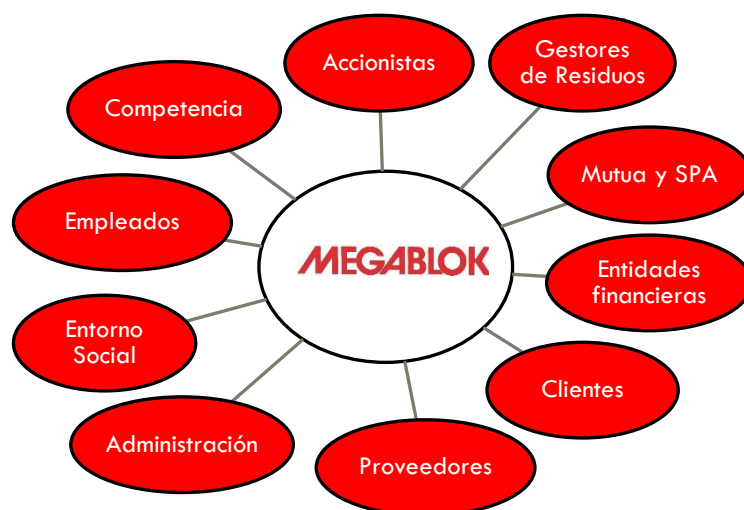 Accionistas
Gestores
de Residuos
Competencia
Mutua y SPA
Empleados
MEGABLOK
Entidades
financieras
Entorno
Social
Clientes
Administración
Proveedores